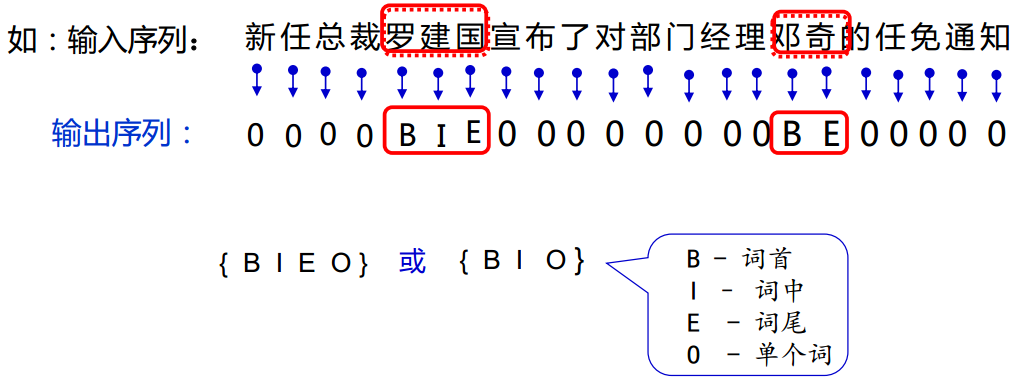 如：输入序列： 新任总裁罗建国宣布了对部门经理邓奇的任免通知
输出序列： 0 0 0 0 B I E 0 0 0 0 0 0 0 0 B E 0 0 0 0 0
{ B I E O } 或 { B I O }
B - 词首
I - 词中
E - 词尾
0 - 单个词